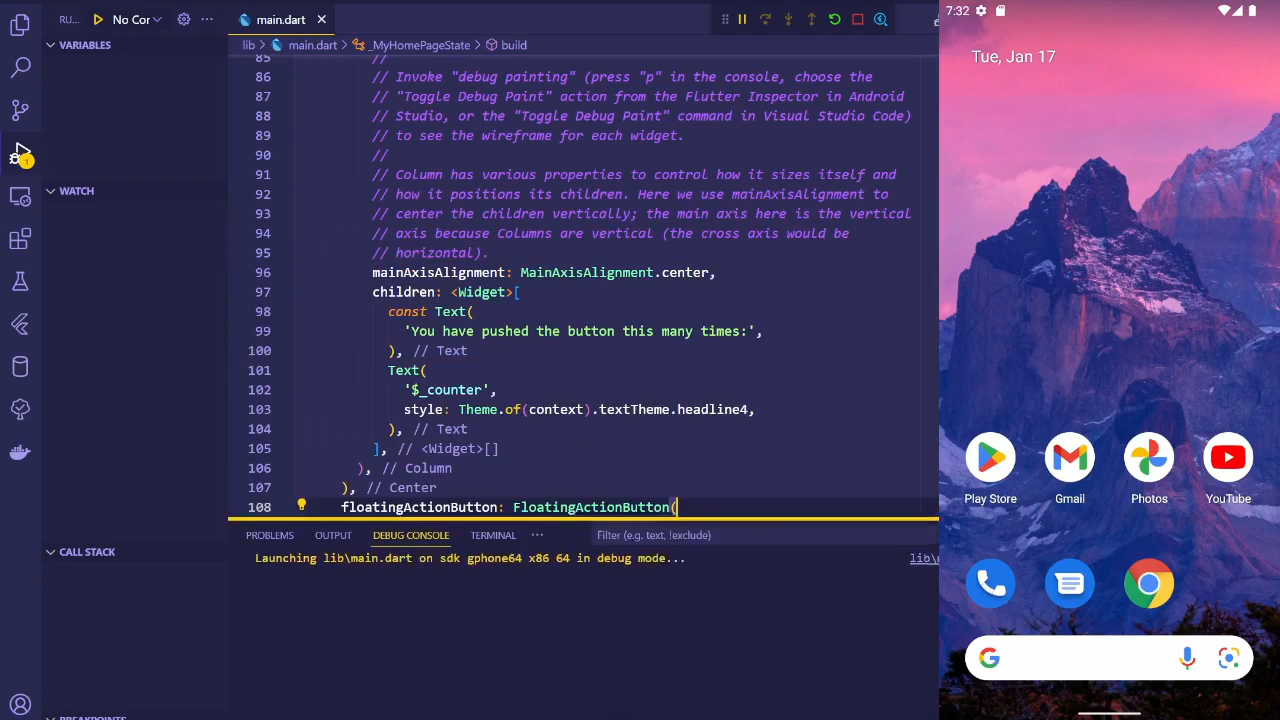 RU...
No Cor
main.dart
VARIABLES
WATCH
CALL STACK
BREAKPOINTS
1
lib > main.dart > _MyHomePageState > build
85 //
86 // Invoke "debug painting" (press "p" in the console, choose the
87 // "Toggle Debug Paint" action from the Flutter Inspector in Android
88 // Studio, or the "Toggle Debug Paint" command in Visual Studio Code)
89 // to see the wireframe for each widget.
90 //
91 // Column has various properties to control how it sizes itself and
92 // how it positions its children. Here we use mainAxisAlignment to
93 // center the children vertically; the main axis here is the vertical
94 // axis because Columns are vertical (the cross axis would be
95 // horizontal).
96 mainAxisAlignment: MainAxisAlignment.center,
97 children: <Widget>[
98 const Text(
99 'You have pushed the button this many times:',
100 ), // Text
101 Text(
102 '$_counter',
103 style: Theme.of(context).textTheme.headline4,
104 ), // Text
105 ], // <Widget>[]
106 ), // Column
107 ), // Center
108 floatingActionButton: FloatingActionButton(
PROBLEMS OUTPUT DEBUG CONSOLE TERMINAL ... Filter (e.g. text, !exclude)
Launching lib\main.dart on sdk gphone64 x86 64 in debug mode... lib\
7:32
Tue, Jan 17
Play Store Gmail Photos YouTube